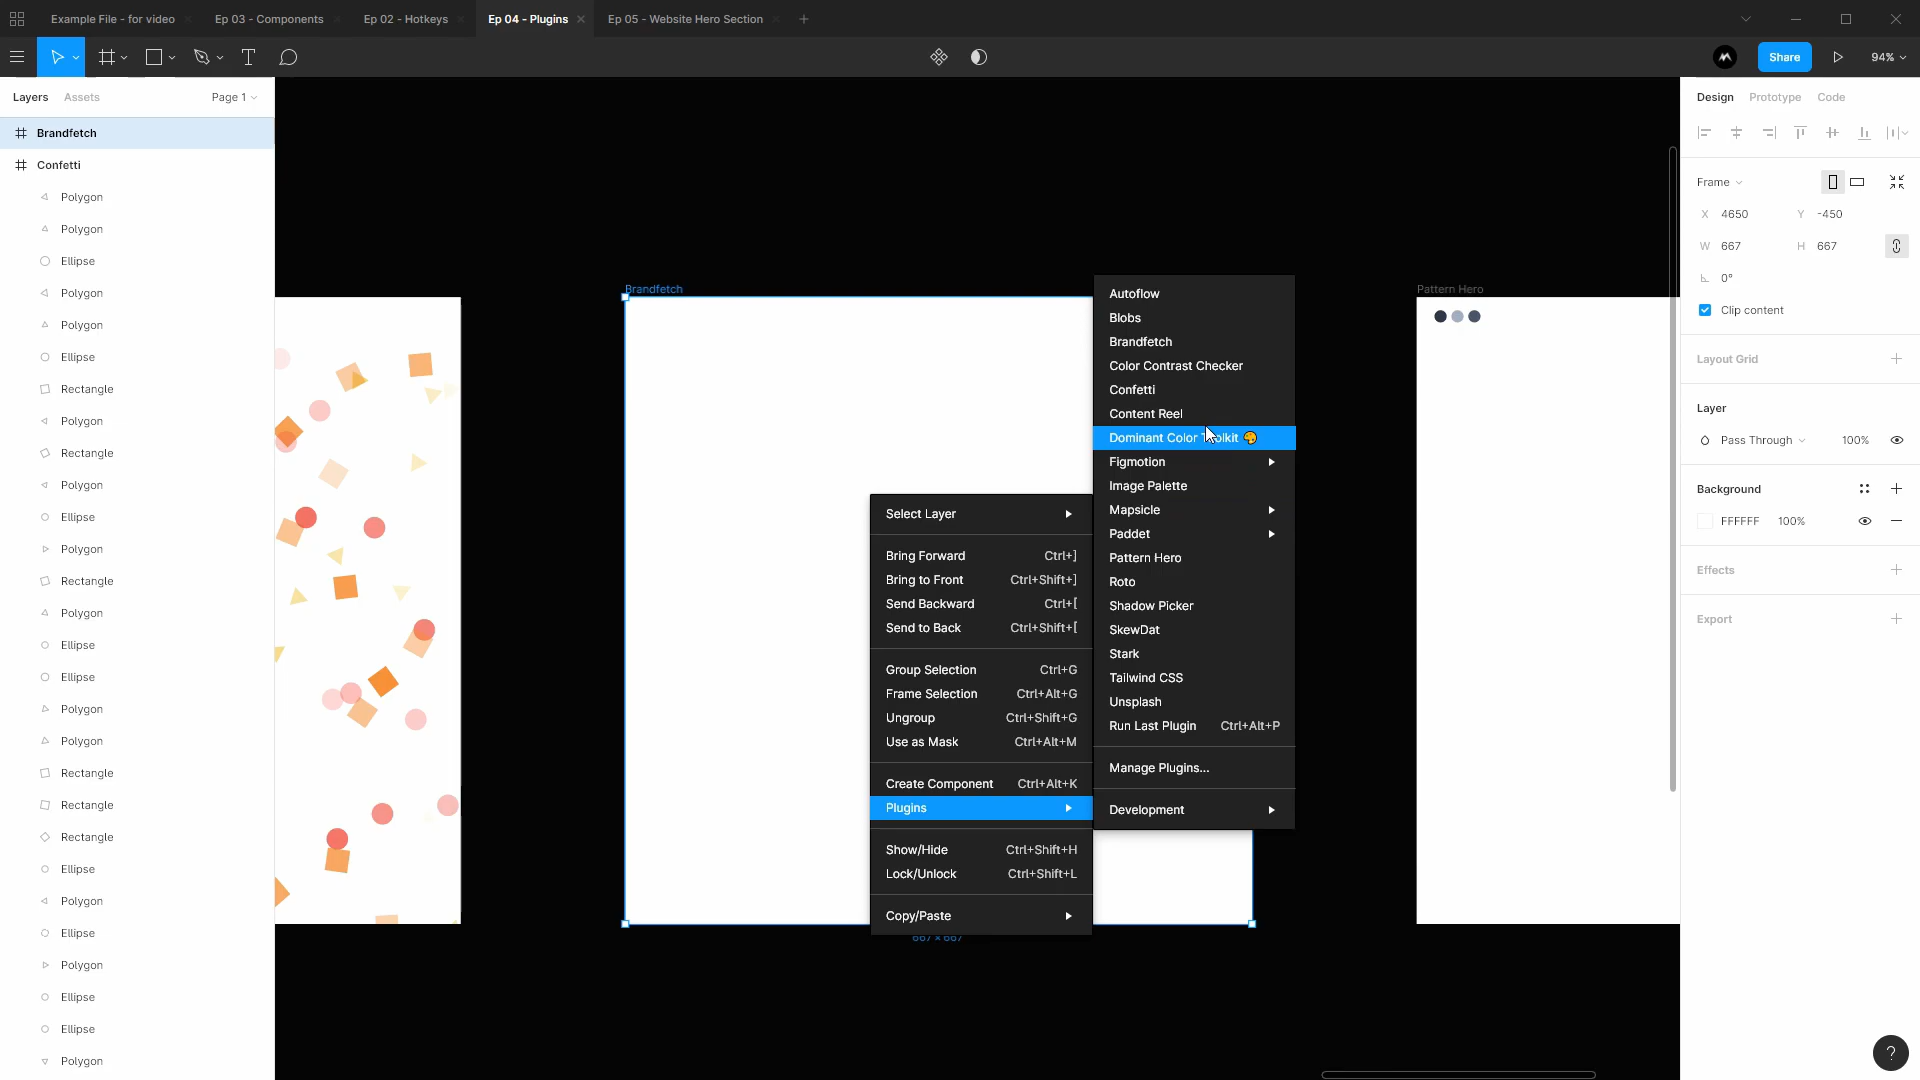 Example File - for video
Ep 03 - Components
Ep 02 - Hotkeys
Ep 04 - Plugins
Ep 05 - Website Hero Section
Share
94%
Layers
Assets
Page 1
Brandfetch
Confetti
Polygon
Polygon
Ellipse
Polygon
Polygon
Ellipse
Rectangle
Polygon
Rectangle
Polygon
Ellipse
Polygon
Rectangle
Polygon
Ellipse
Ellipse
Polygon
Polygon
Rectangle
Rectangle
Rectangle
Ellipse
Polygon
Ellipse
Polygon
Ellipse
Ellipse
Polygon
Brandfetch
667 × 667
Select Layer
Bring Forward Ctrl+]
Bring to Front Ctrl+Shift+]
Send Backward Ctrl+[
Send to Back Ctrl+Shift+[
Group Selection Ctrl+G
Frame Selection Ctrl+Alt+G
Ungroup Ctrl+Shift+G
Use as Mask Ctrl+Alt+M
Create Component Ctrl+Alt+K
Plugins
Show/Hide Ctrl+Shift+H
Lock/Unlock Ctrl+Shift+L
Copy/Paste
Autoflow
Blobs
Brandfetch
Color Contrast Checker
Confetti
Content Reel
Dominant Color Toolkit
Figmotion
Image Palette
Mapsicle
Paddet
Pattern Hero
Roto
Shadow Picker
SkewDat
Stark
Tailwind CSS
Unsplash
Run Last Plugin Ctrl+Alt+P
Manage Plugins...
Development
Pattern Hero
Design
Prototype
Code
Frame
X 4650 Y -450
W 667 H 667
0°
Clip content
Layout Grid
Layer
Pass Through 100%
Background
FFFFFF 100%
Effects
Export
?